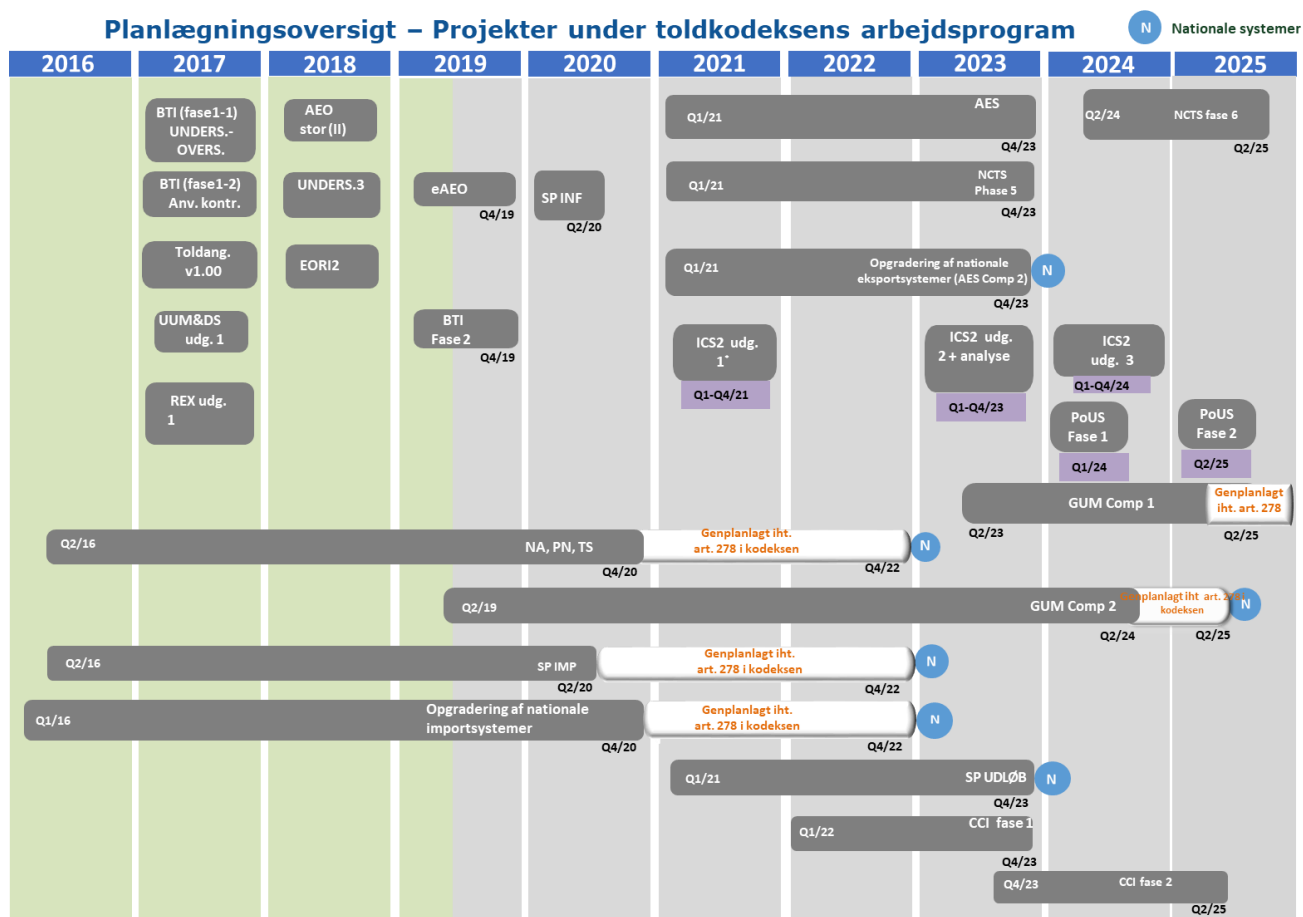 Planlægningsoversigt – Projekter under toldkodeksens arbejdsprogram
N Nationale systemer
2016 2017 2018 2019 2020 2021 2022 2023 2024 2025
BTI (fase1-1)
UNDERS.-
OVERS.
AEO
stor (II)
Q1/21 AES
Q4/23
Q2/24 NCTS fase 6
Q2/25
BTI (fase1-2)
Anv. kontr.
UNDERS.3
eAEO
Q4/19
SP INF
Q2/20
Q1/21 NCTS
Phase 5
Q4/23
Toldang.
v1.00
EORI2
Q1/21 Opgradering af nationale
eksportsystemer (AES Comp 2)
N
Q4/23
UUM&DS
udg. 1
BTI
Fase 2
Q4/19
ICS2 udg.
1*
Q1-Q4/21
ICS2 udg.
2 + analyse
Q1-Q4/23
ICS2
udg. 3
Q1-Q4/24
REX udg.
1
PoUS
Fase 1
Q1/24
PoUS
Fase 2
Q2/25
GUM Comp 1
Genplanlagt
iht. art. 278
Q2/23
Q2/25
Q2/16 NA, PN, TS
Genplanlagt iht.
art. 278 i kodeksen
N
Q4/20
Q4/22
Q2/19 GUM Comp 2
Genplanlagt iht art.
kodeksen
N
Q2/24
Q2/25
Q2/16 SP IMP
Genplanlagt iht.
art. 278 i kodeksen
N
Q2/20
Q4/22
Q1/16 Opgradering af nationale
importsystemer
Genplanlagt iht.
art. 278 i kodeksen
N
Q4/20
Q4/22
Q1/21 SP UDLØB
N
Q4/23
Q1/22 CCI fase 1
Q4/23
Q4/23 CCI fase 2
Q2/25